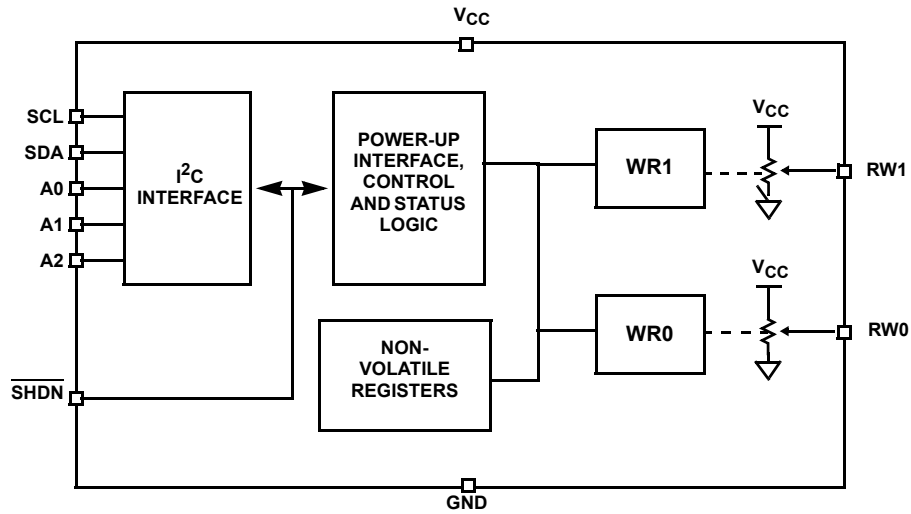 VCC
SCL
SDA
A0
A1
A2
SHDN
I2C
INTERFACE
POWER-UP
INTERFACE,
CONTROL
AND STATUS
LOGIC
NON-
VOLATILE
REGISTERS
WR1
VCC
RW1
WR0
VCC
RW0
GND